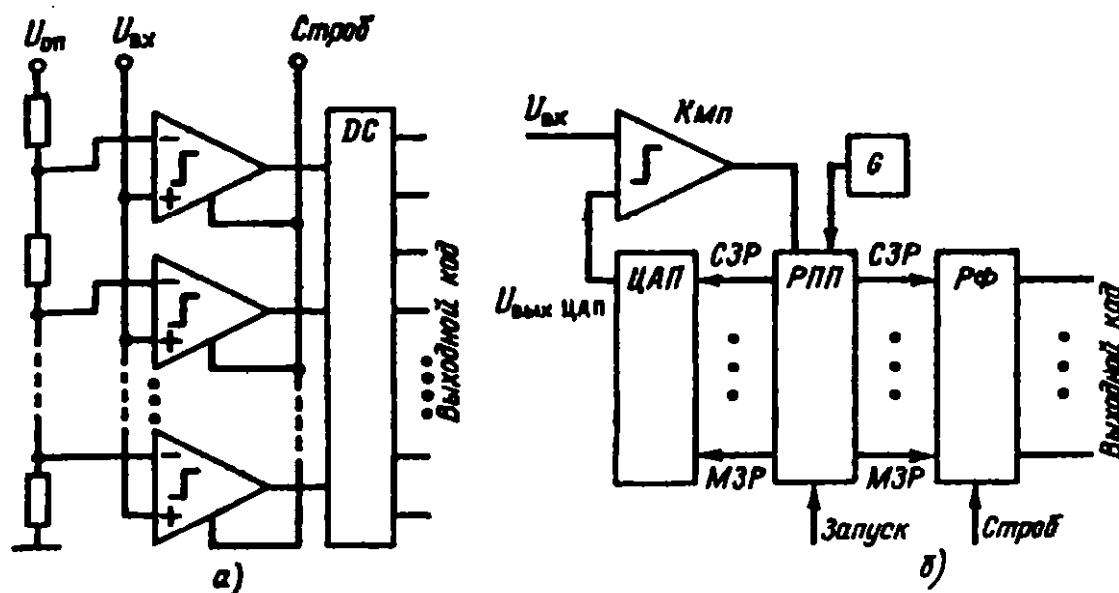 Uоп
Uвх
Строб
DC
−
+
−
+
−
+
Выходной код
а)
Uвх
Кмп
G
ЦАП
СЗР
РПП
СЗР
РФ
Uвых ЦАП
МЗР
МЗР
Выходной код
Запуск
Строб
б)